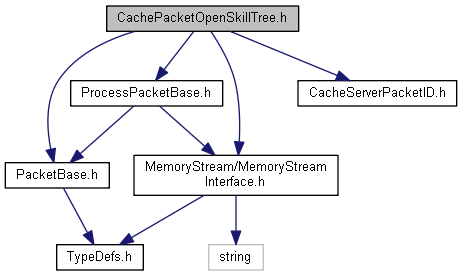 CachePacketOpenSkillTree.h
ProcessPacketBase.h
CacheServerPacketID.h
PacketBase.h
MemoryStream/MemoryStream
Interface.h
TypeDefs.h
string